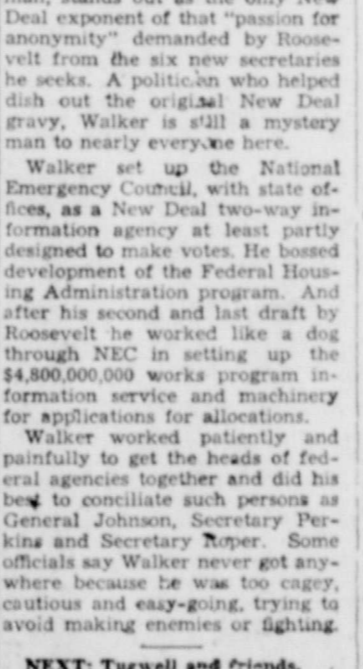 man, stands out as the only New
Deal exponent of that "passion for
anonymity" demanded by Roose-
velt from the six new secretaries
he seeks. A politician who helped
dish out the original New Deal
gravy, Walker is still a mystery
man to nearly everyone here.
Walker set up the National
Emergency Council, with state of-
fices, as a New Deal two-way in-
formation agency at least partly
designed to make votes. He bossed
development of the Federal Hous-
ing Administration program. And
after his second and last draft by
Roosevelt he worked like a dog
through NEC in setting up the
$4,800,000,000 works program in-
formation service and machinery
for applications for allocations.
Walker worked patiently and
painfully to get the heads of fed-
eral agencies together and did his
best to conciliate such persons as
General Johnson, Secretary Per-
kins and Secretary Roper. Some
officials say Walker never got any-
where because he was too cagey,
cautious and easy-going, trying to
avoid making enemies or fighting.
NEXT: Tugwell and friends.